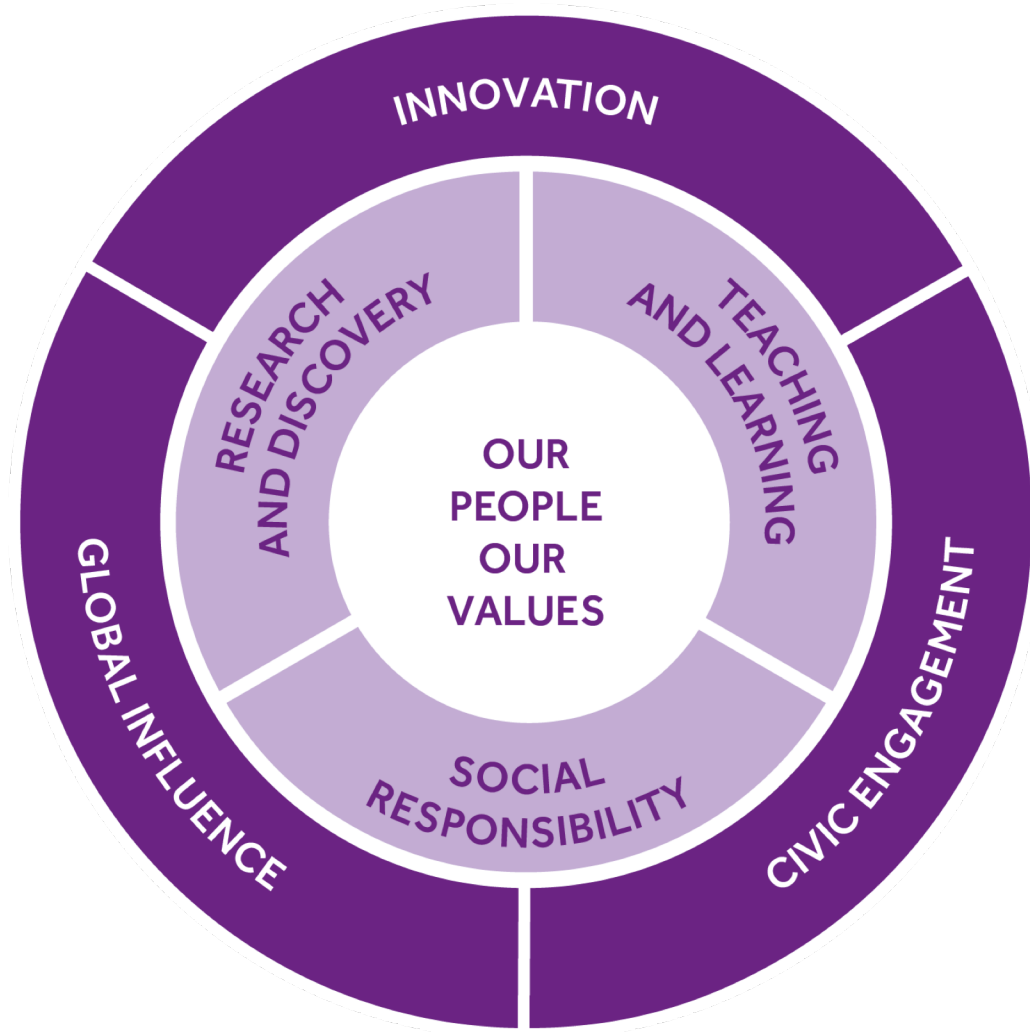 INNOVATION
RESEARCH
AND DISCOVERY
TEACHING
AND LEARNING
OUR
PEOPLE
OUR
VALUES
GLOBAL INFLUENCE
CIVIC ENGAGEMENT
SOCIAL
RESPONSIBILITY